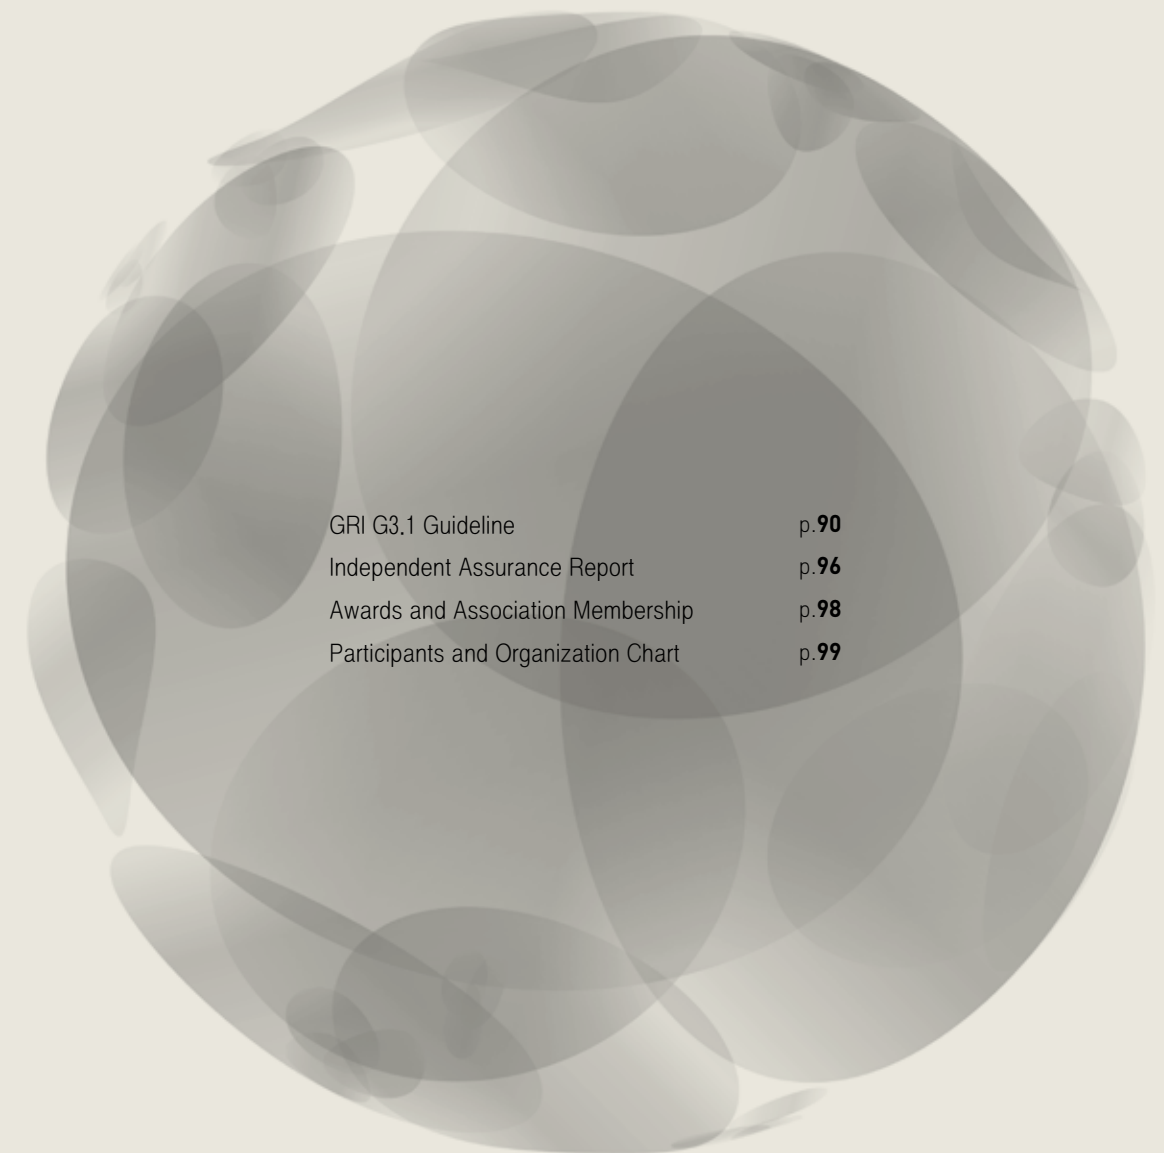 GRI G3.1 Guideline p.90
Independent Assurance Report p.96
Awards and Association Membership p.98
Participants and Organization Chart p.99